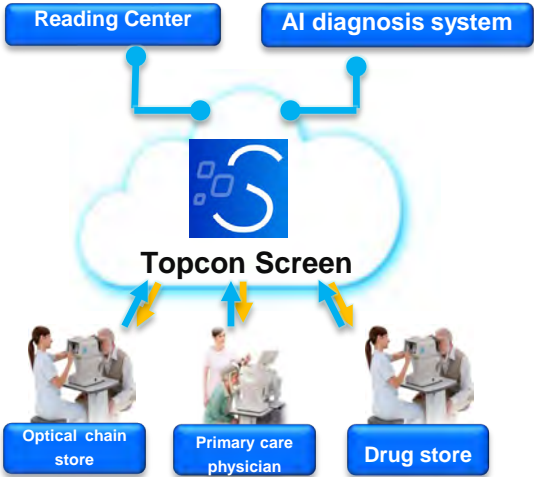 Reading Center
AI diagnosis system
Topcon Screen
Optical chain
store
Primary care
physician
Drug store